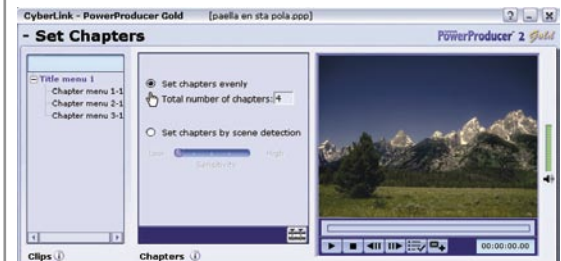 CyberLink - PowerProducer Gold [paella en sta pola.ppp]
- Set Chapters
PowerProducer 2 Gold
Title menu 1
Chapter menu 1-1
Chapter menu 2-1
Chapter menu 3-1
Set chapters evenly
Total number of chapters: 4
Set chapters by scene detection
Low High
Sensitivity
00:00:00.00
Clips
Chapters